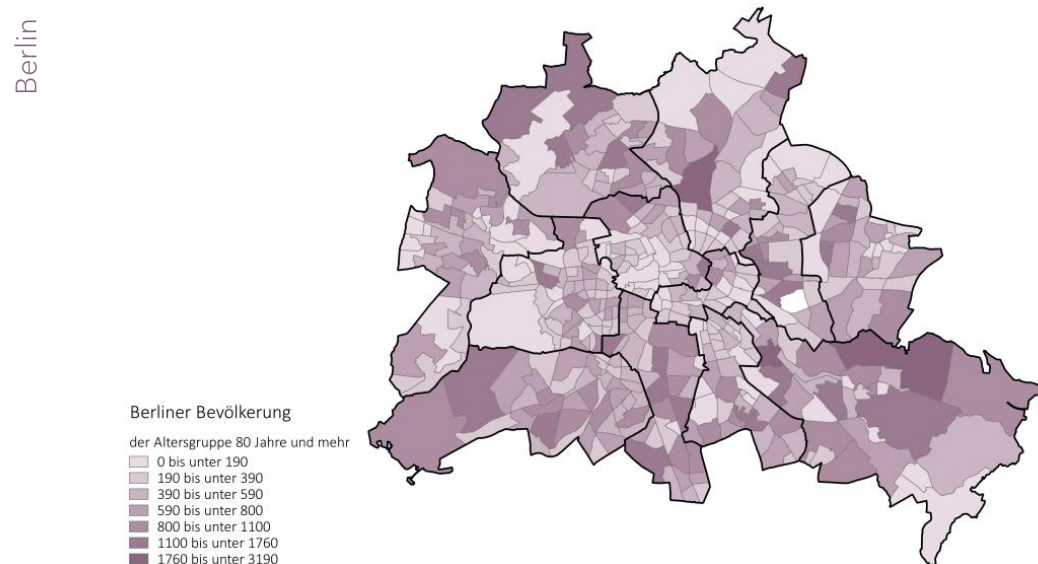 Berlin
Berliner Bevölkerung
der Altersgruppe 80 Jahre und mehr
0 bis unter 190
190 bis unter 390
390 bis unter 590
590 bis unter 800
800 bis unter 1100
1100 bis unter 1760
1760 bis unter 3190